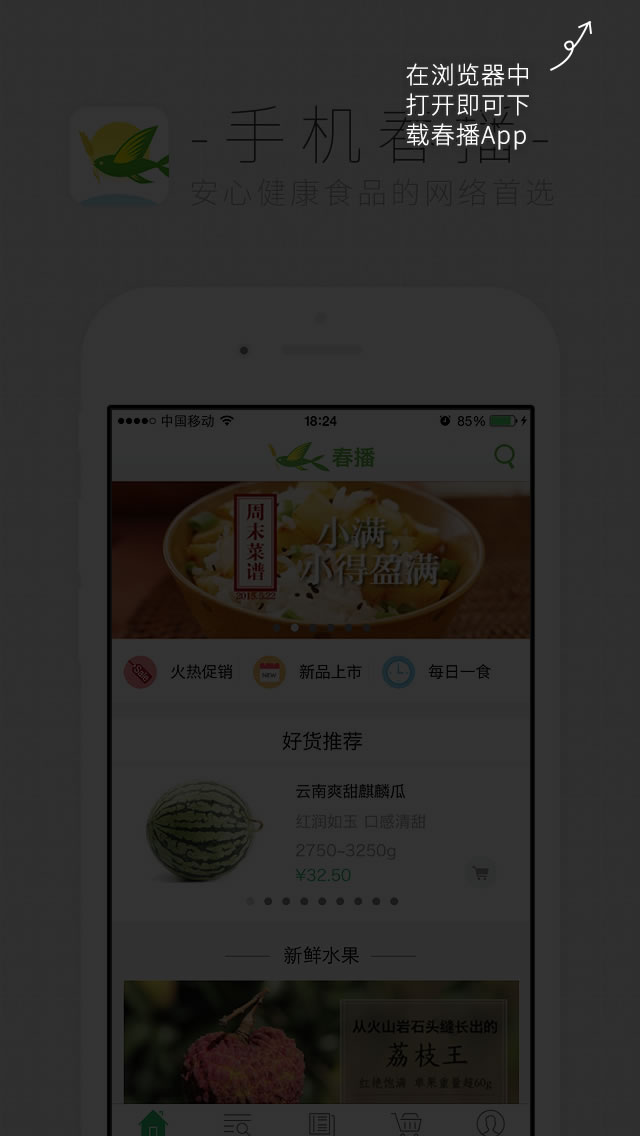 在浏览器中
打开即可下
载春播App
-手机春播-
安心健康食品的网络首选
中国移动 18:24 85%
春播
周末菜谱
2015.5.22
小满,
小得盈满
Sale 火热促销 NEW 新品上市 每日一食
好货推荐
云南爽甜麒麟瓜
红润如玉 口感清甜
2750~3250g
¥32.50
新鲜水果
从火山岩石头缝长出的
荔枝王
红艳饱满 单果重量超60g